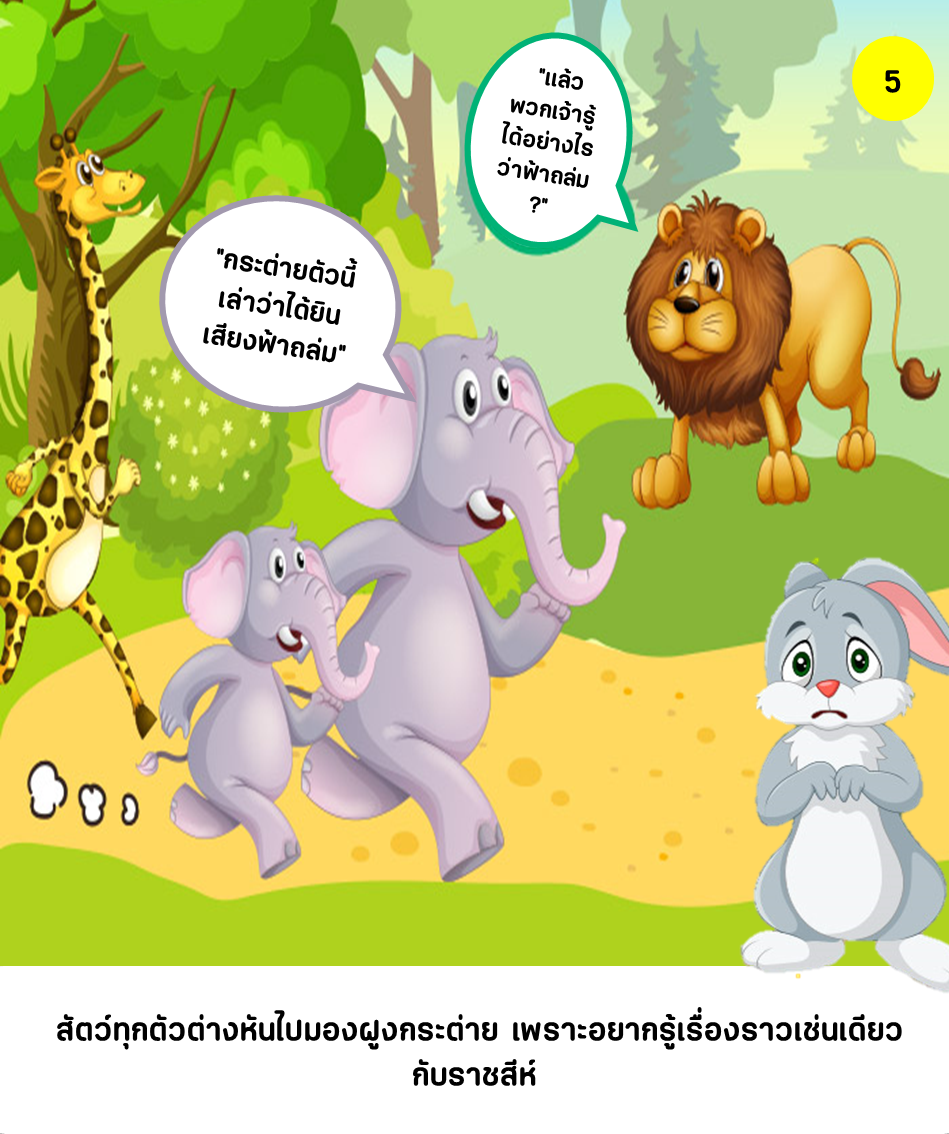 5
"แล้ว
พวกเจ้ารู้
ได้อย่างไร
ว่าฟ้าถล่ม
?"
"กระต่ายตัวนี้
เล่าว่าได้ยิน
เสียงฟ้าถล่ม"
สัตว์ทุกตัวต่างหันไปมองฝูงกระต่าย เพราะอยากรู้เรื่องราวเช่นเดียว
กับราชสีห์